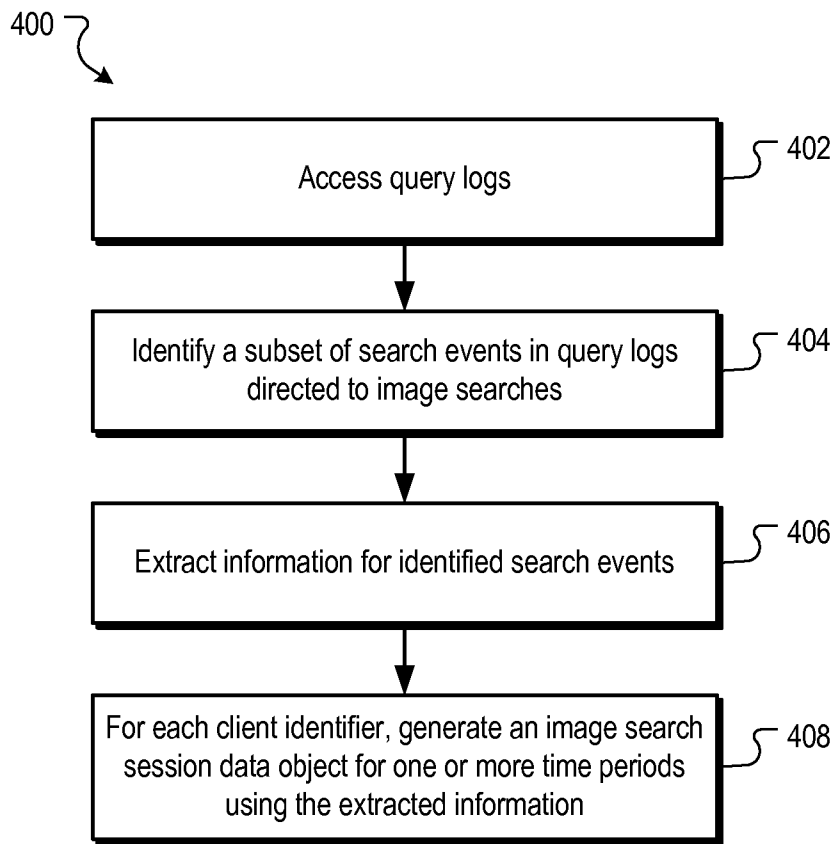 400
Access query logs
402
Identify a subset of search events in query logs
directed to image searches
404
Extract information for identified search events
406
For each client identifier, generate an image search
session data object for one or more time periods
using the extracted information
408